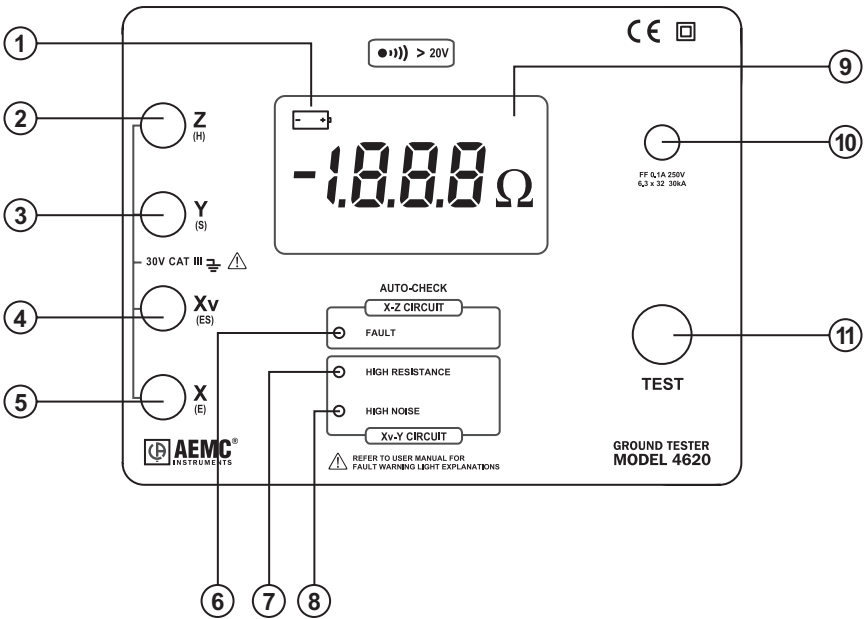 > 20V
CE
1
2
3
4
5
6
7
8
9
10
11
Z
(H)
Y
(S)
30V CAT III
Xv
(ES)
X
(E)
- +
-1.8.8.8 Ω
FF 0.1A 250V
6.3 x 32 30kA
AUTO-CHECK
X-Z CIRCUIT
FAULT
HIGH RESISTANCE
HIGH NOISE
Xv-Y CIRCUIT
REFER TO USER MANUAL FOR
FAULT WARNING LIGHT EXPLANATIONS
TEST
AEMC®
INSTRUMENTS
GROUND TESTER
MODEL 4620